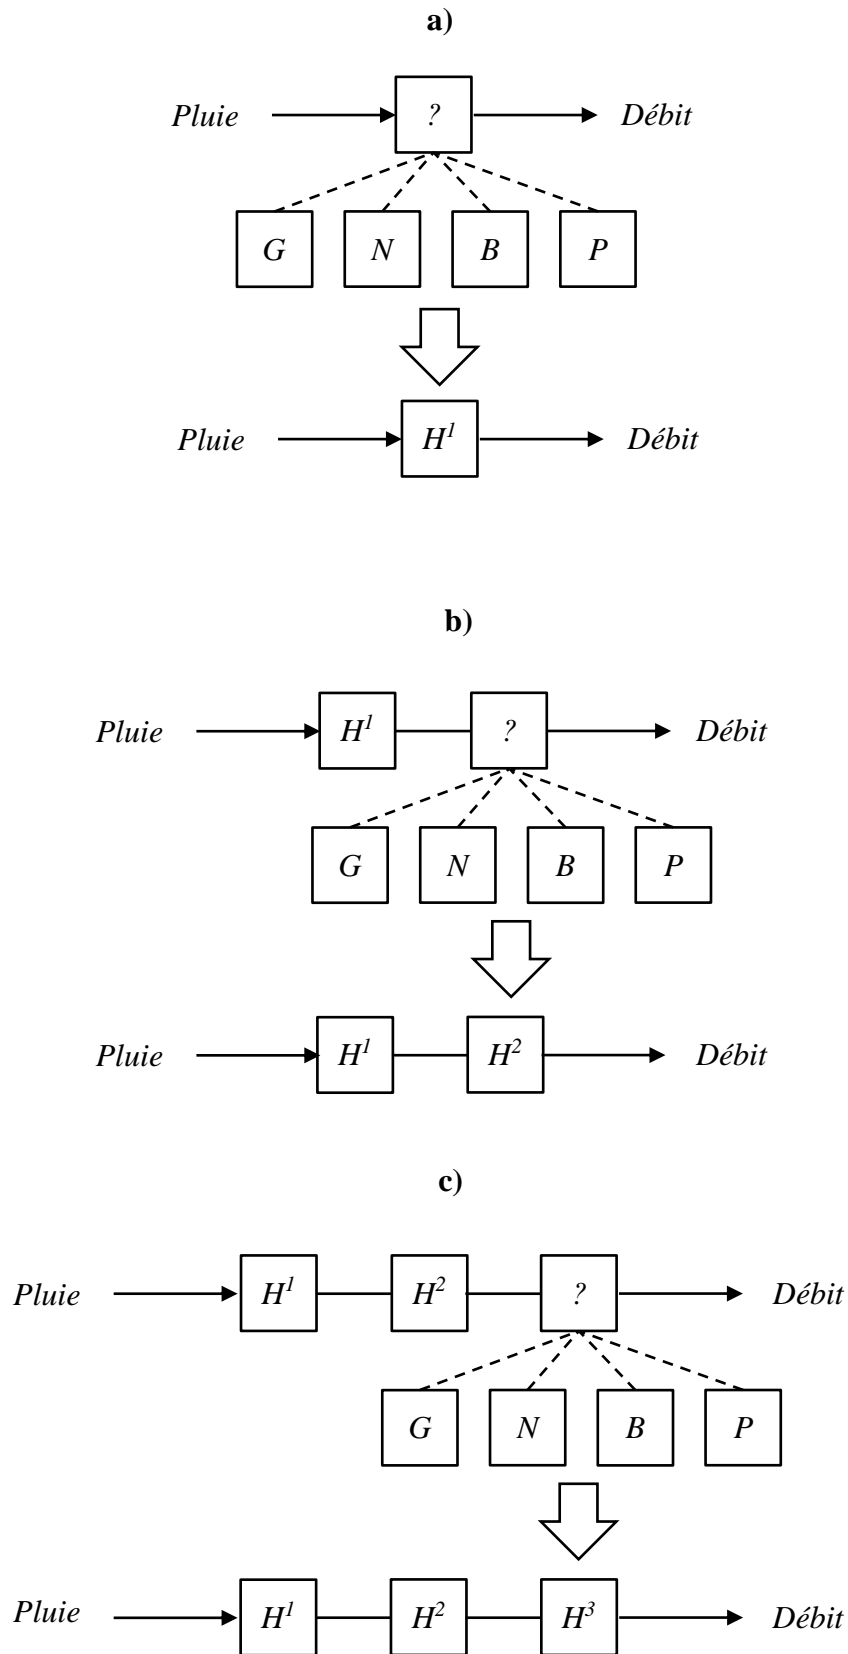 a)
Pluie ? Débit
G N B P
Pluie H¹ Débit
b)
Pluie H¹ ? Débit
G N B P
Pluie H¹ H² Débit
c)
Pluie H¹ H² ? Débit
G N B P
Pluie H¹ H² H³ Débit